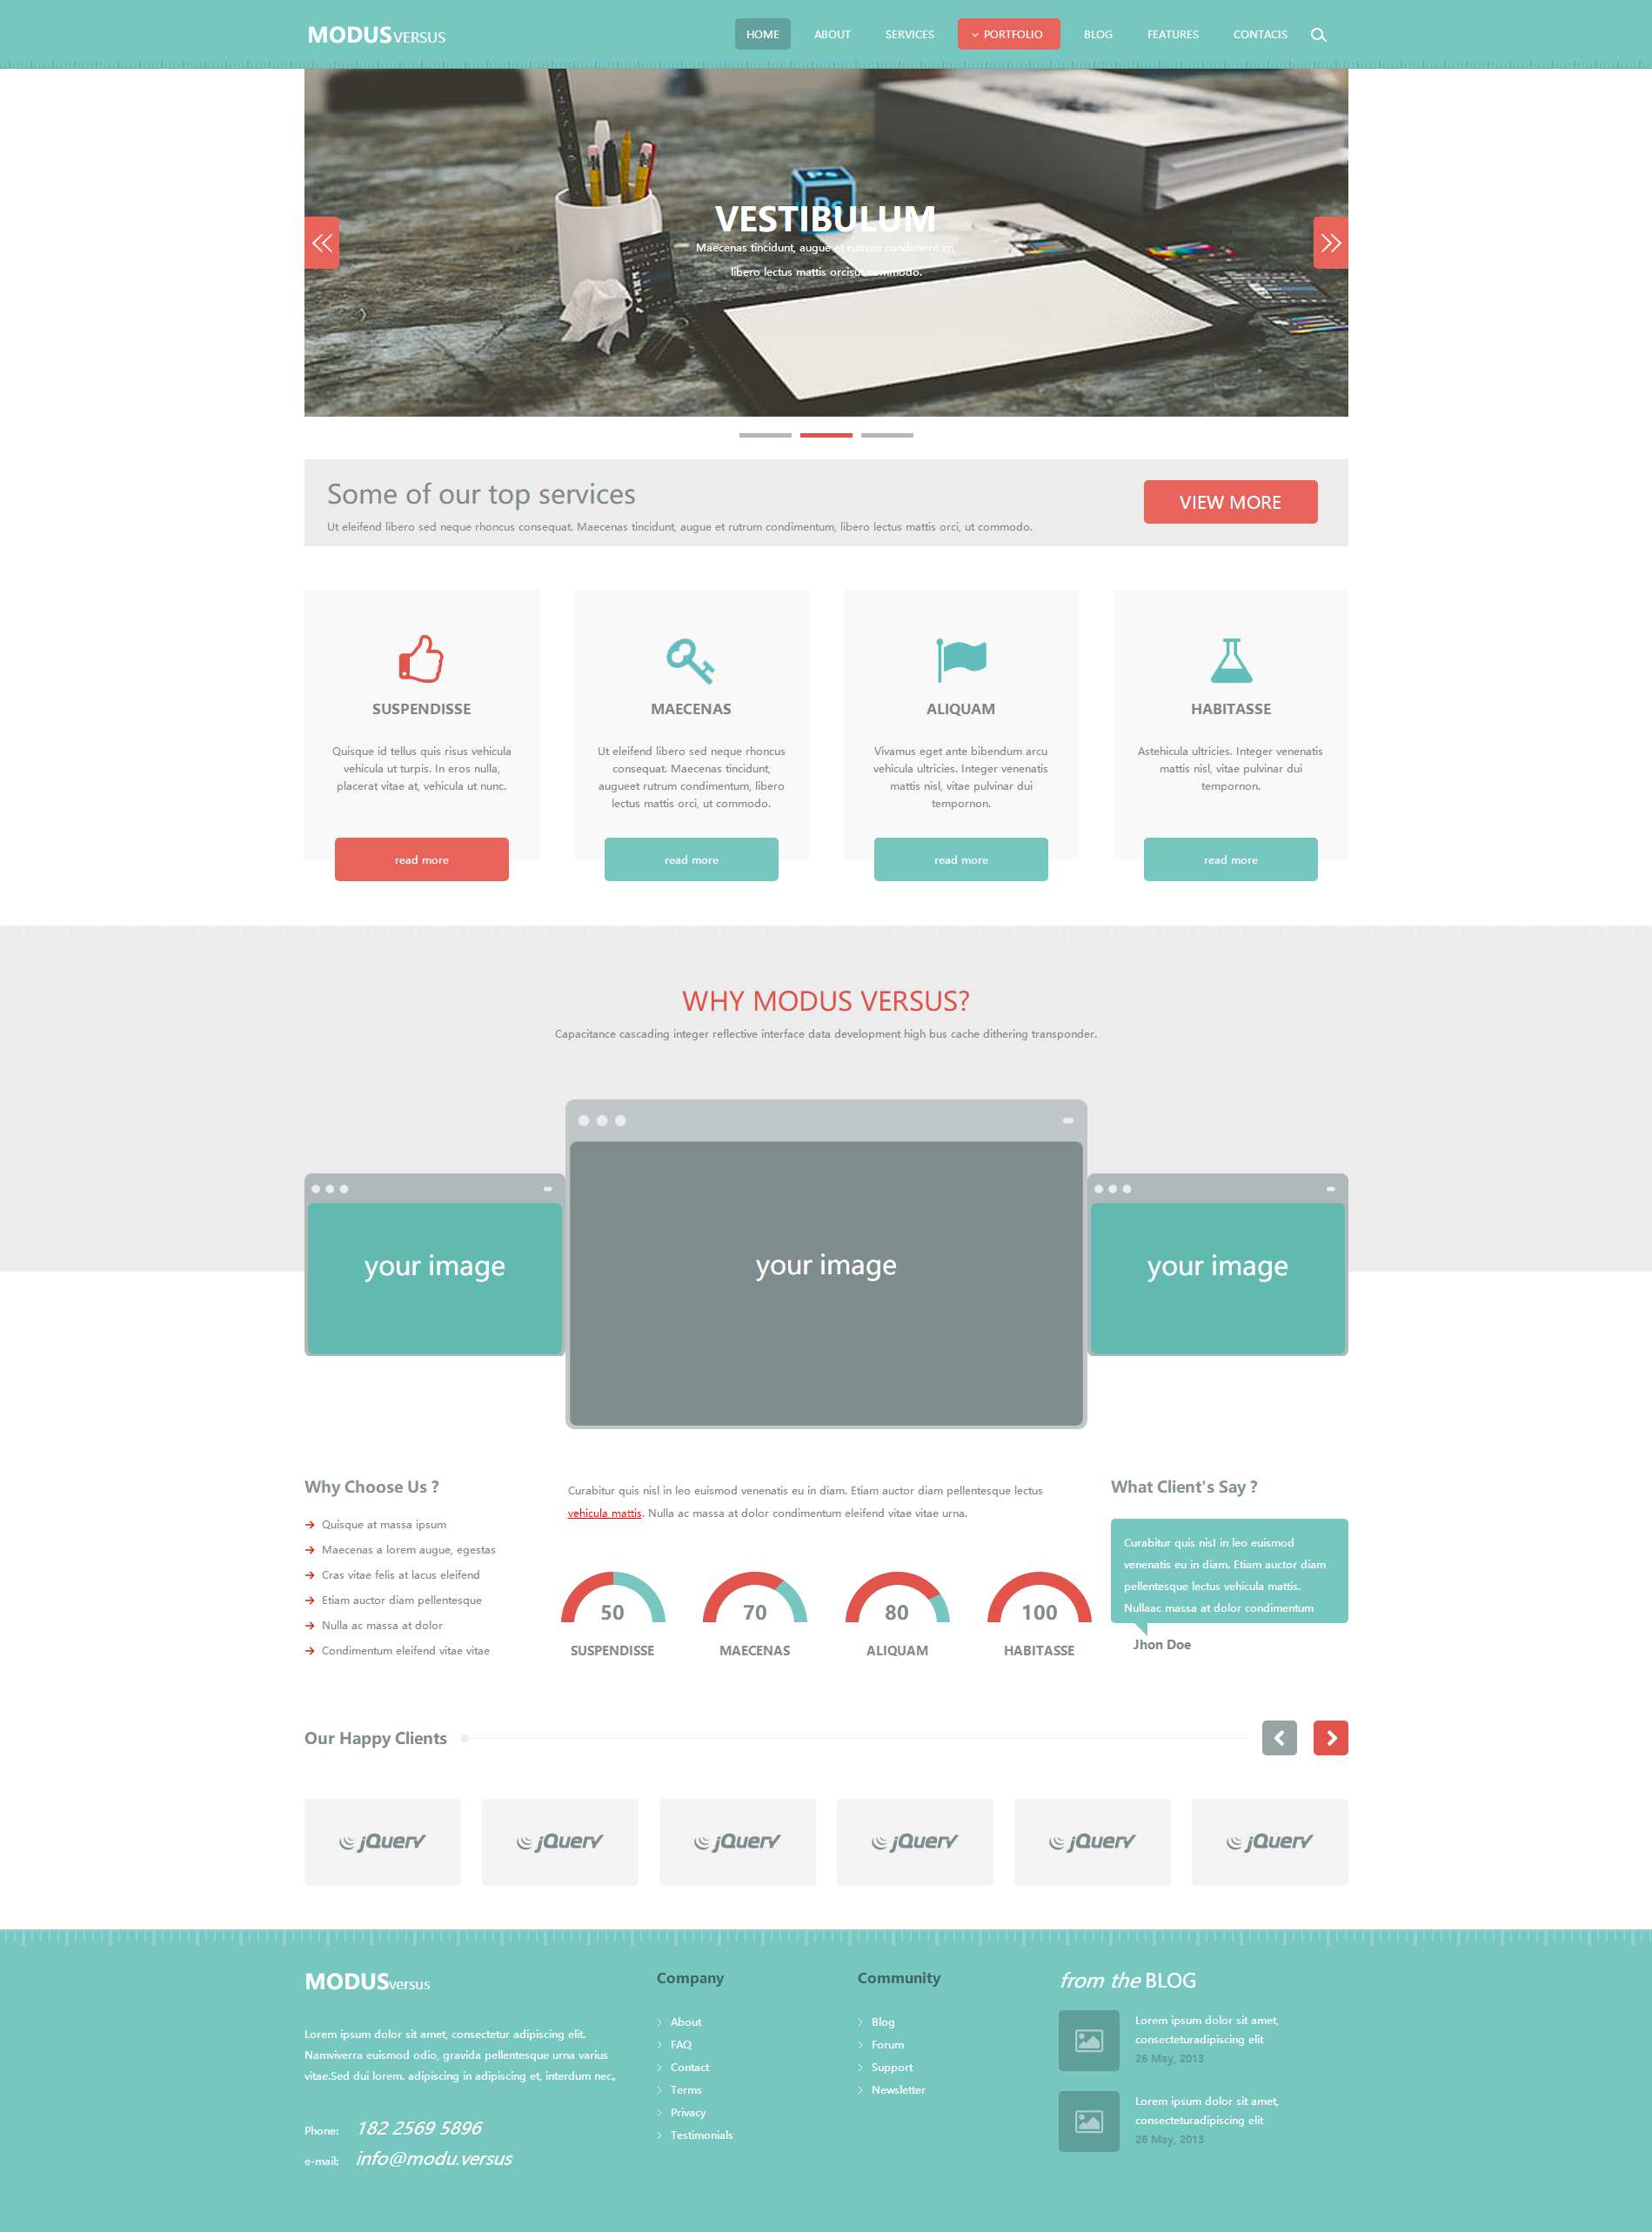 MODUS VERSUS
HOME ABOUT SERVICES PORTFOLIO BLOG FEATURES CONTACIS
Ps
VESTIBULUM
Maecenas tincidunt, augue et rutrum condimentum,
libero lectus mattis orcisut commodo.
Some of our top services
Ut eleifend libero sed neque rhoncus consequat. Maecenas tincidunt, augue et rutrum condimentum, libero lectus mattis orci, ut commodo.
VIEW MORE
SUSPENDISSE
Quisque id tellus quis risus vehicula
vehicula ut turpis. In eros nulla,
placerat vitae at, vehicula ut nunc.
read more
MAECENAS
Ut eleifend libero sed neque rhoncus
consequat. Maecenas tincidunt,
augueet rutrum condimentum, libero
lectus mattis orci, ut commodo.
read more
ALIQUAM
Vivamus eget ante bibendum arcu
vehicula ultricies. Integer venenatis
mattis nisl, vitae pulvinar dui
tempornon.
read more
HABITASSE
Astehicula ultricies. Integer venenatis
mattis nisl, vitae pulvinar dui
tempornon.
read more
WHY MODUS VERSUS?
Capacitance cascading integer reflective interface data development high bus cache dithering transponder.
your image
your image
your image
Why Choose Us ?
Quisque at massa ipsum
Maecenas a lorem augue, egestas
Cras vitae felis at lacus eleifend
Etiam auctor diam pellentesque
Nulla ac massa at dolor
Condimentum eleifend vitae vitae
Curabitur quis nisl in leo euismod venenatis eu in diam. Etiam auctor diam pellentesque lectus
vehicula mattis. Nulla ac massa at dolor condimentum eleifend vitae vitae urna.
50
SUSPENDISSE
70
MAECENAS
80
ALIQUAM
100
HABITASSE
What Client's Say ?
Curabitur quis nisI in leo euismod
venenatis eu in diam. Etiam auctor diam
pellentesque lectus vehicula mattis.
Nullaac massa at dolor condimentum
Jhon Doe
Our Happy Clients
jQuery
jQuery
jQuery
jQuery
jQuery
jQuery
MODUSversus
Lorem ipsum dolor sit amet, consectetur adipiscing elit.
Namviverra euismod odio, gravida pellentesque urna varius
vitae.Sed dui lorem. adipiscing in adipiscing et, interdum nec。
Phone: 182 2569 5896
e-mail: info@modu.versus
Company
About
FAQ
Contact
Terms
Privacy
Testimonials
Community
Blog
Forum
Support
Newsletter
from the BLOG
Lorem ipsum dolor sit amet,
consecteturadipiscing elit
26 May, 2013
Lorem ipsum dolor sit amet,
consecteturadipiscing elit
26 May, 2013